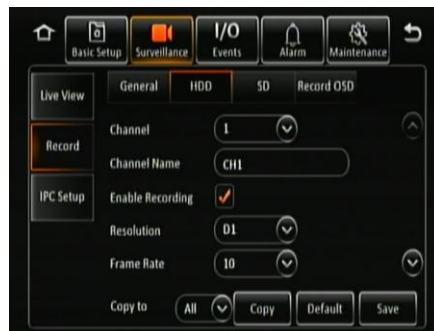 Basic Setup
Surveillance
I/O Events
Alarm
Maintenance
Live View
Record
IPC Setup
General HDD SD Record OSD
Channel 1
Channel Name CH1
Enable Recording
Resolution D1
Frame Rate 10
Copy to All Copy Default Save